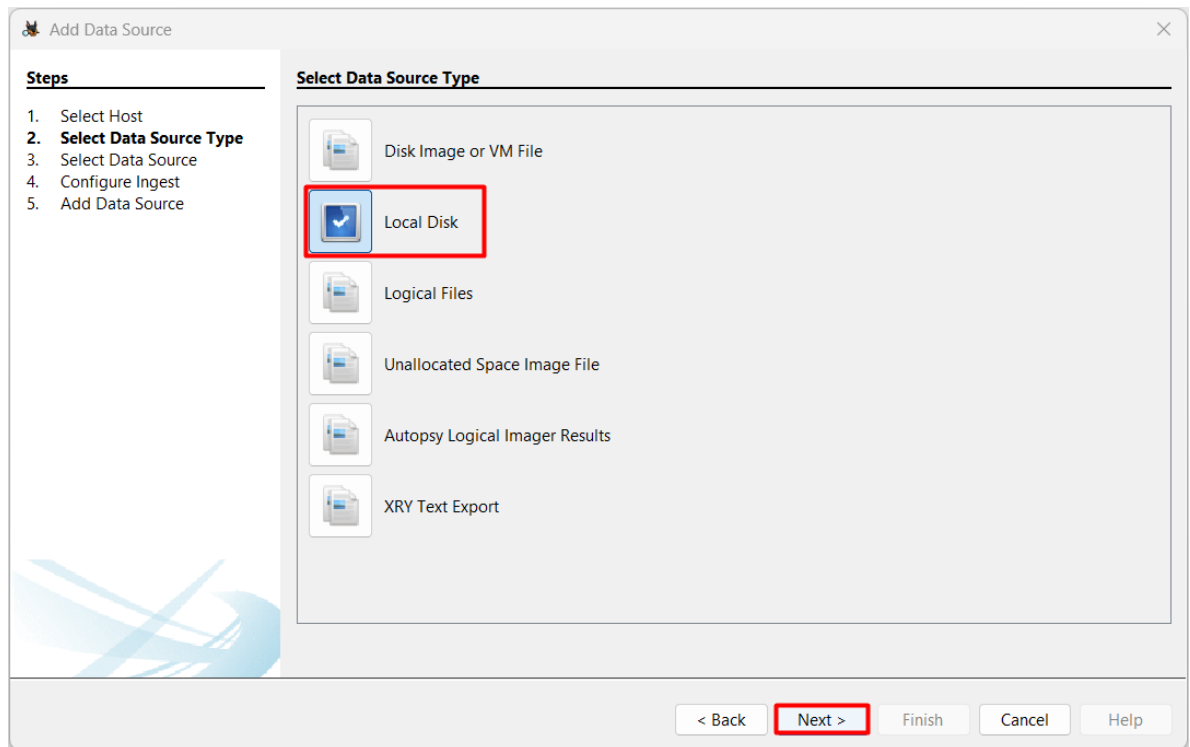 Add Data Source
Steps
1. Select Host
2. Select Data Source Type
3. Select Data Source
4. Configure Ingest
5. Add Data Source
Select Data Source Type
Disk Image or VM File
Local Disk
Logical Files
Unallocated Space Image File
Autopsy Logical Imager Results
XRY Text Export
< Back Next > Finish Cancel Help